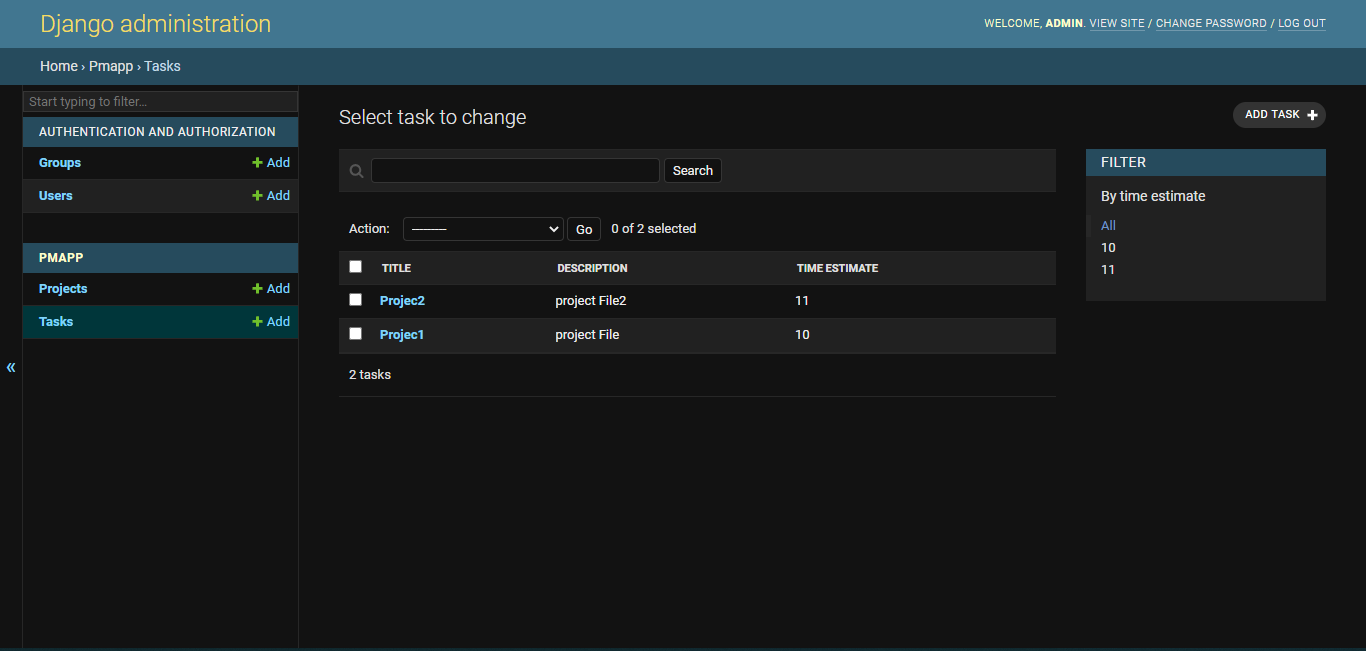 Django administration
WELCOME, ADMIN. VIEW SITE / CHANGE PASSWORD / LOG OUT
Home › Pmapp › Tasks
Start typing to filter...
AUTHENTICATION AND AUTHORIZATION
Groups + Add
Users + Add
PMAPP
Projects + Add
Tasks + Add
«
Select task to change
ADD TASK +
Search
Action: --------- Go 0 of 2 selected
TITLE DESCRIPTION TIME ESTIMATE
Projec2 project File2 11
Projec1 project File 10
2 tasks
FILTER
By time estimate
All
10
11